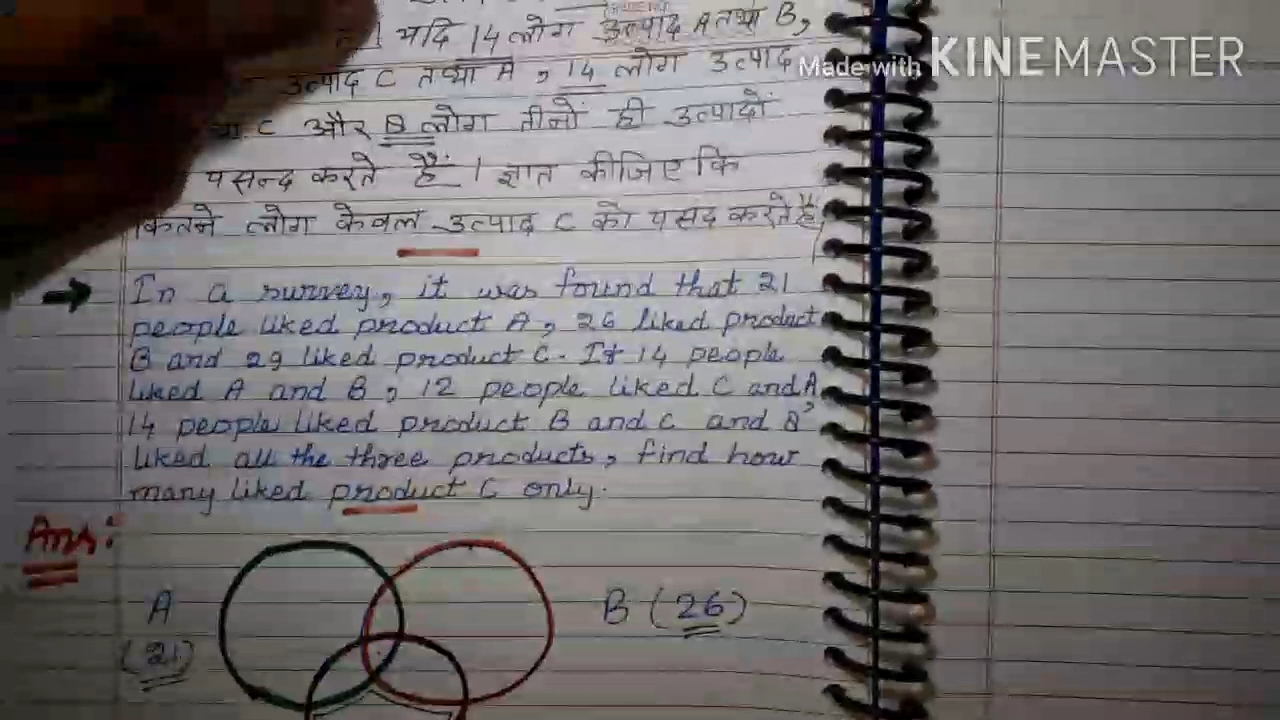 यदि 14 लोग उत्पाद A तथा B,
उत्पाद C तथा A, 14 लोग उत्पाद
Made with KINEMASTER
C और 8 लोग तीनों ही उत्पादों
पसन्द करते हैं। ज्ञात कीजिए कि
कितने लोग केवल उत्पाद C को पसंद करते है।
In a survey, it was found that 21
people liked product A, 26 liked product
B and 29 liked product C. If 14 people
liked A and B, 12 people liked C and A,
14 people liked product B and C and 8
liked all the three products, find how
many liked product C only.
Ans:
A
B (26)
(21)